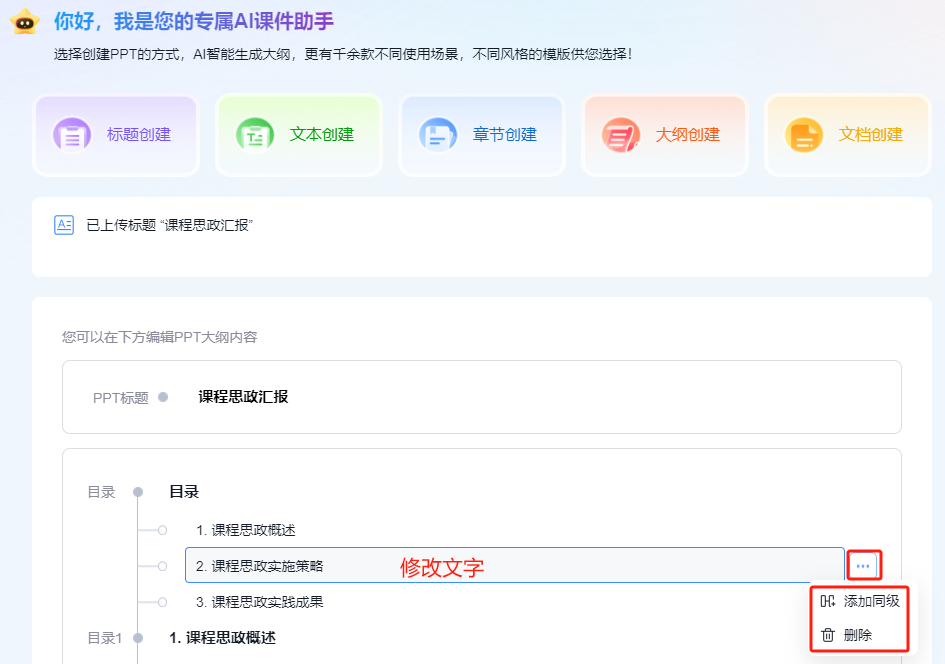 你好，我是您的专属AI课件助手
选择创建PPT的方式，AI智能生成大纲，更有千余款不同使用场景，不同风格的模版供您选择！
标题创建 文本创建 章节创建 大纲创建 文档创建
已上传标题 “课程思政汇报”
您可以在下方编辑PPT大纲内容
PPT标题 课程思政汇报
目录 目录
1. 课程思政概述
2. 课程思政实施策略 修改文字 ...
添加同级
3. 课程思政实践成果
删除
目录1 1. 课程思政概述